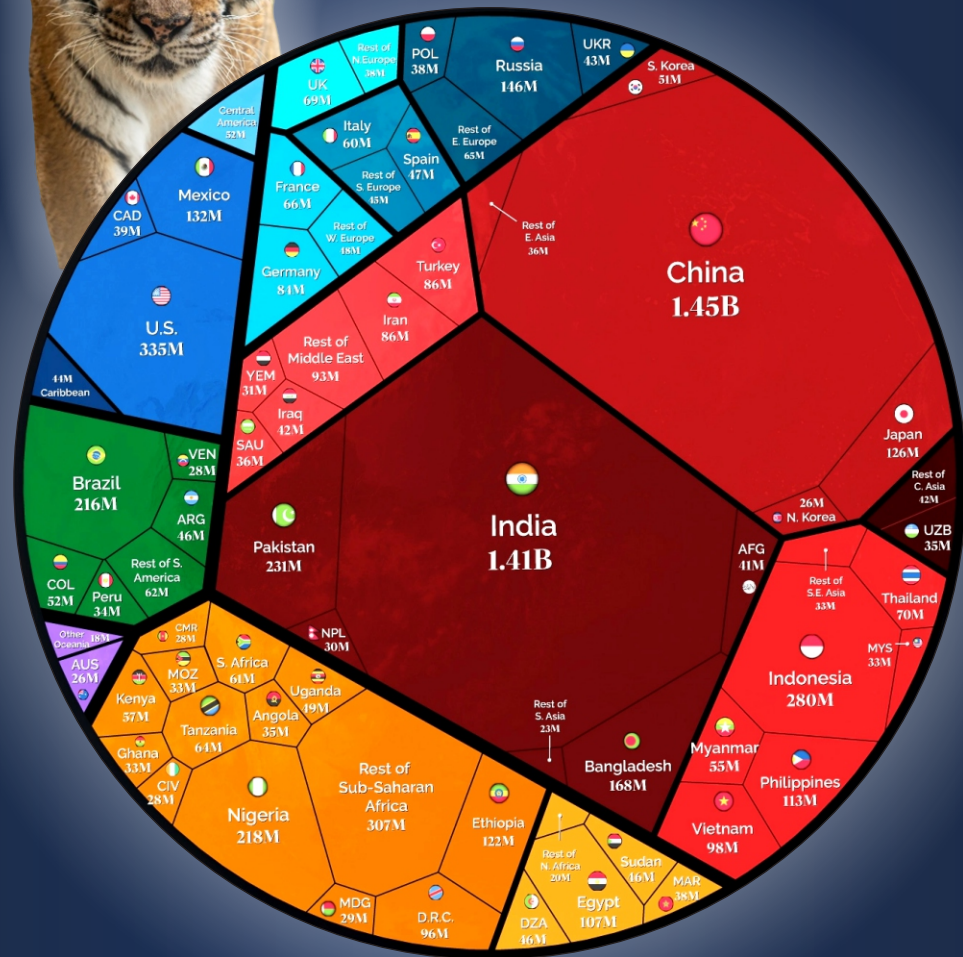 Central
America
52M
UK
69M
Rest of
N.Europe
38M
POL
38M
Russia
146M
UKR
43M
Italy
60M
Spain
47M
Rest of
S. Europe
45M
Rest of
E. Europe
65M
France
66M
Rest of
W. Europe
48M
Germany
84M
CAD
39M
Mexico
132M
U.S.
335M
44M
Caribbean
S. Korea
51M
Rest of
E. Asia
36M
China
1.45B
Japan
126M
26M
N. Korea
Turkey
86M
Iran
86M
Rest of
Middle East
93M
YEM
31M
Iraq
42M
SAU
36M
Rest of
C. Asia
42M
UZB
35M
Brazil
216M
VEN
28M
ARG
46M
COL
52M
Peru
34M
Rest of S.
America
62M
Pakistan
231M
India
1.41B
AFG
41M
NPL
30M
Rest of
S. Asia
23M
Bangladesh
168M
Rest of
S.E. Asia
33M
Thailand
70M
MYS
33M
Indonesia
280M
Myanmar
55M
Philippines
113M
Vietnam
98M
Other
Oceania 18M
AUS
26M
CMR
28M
MOZ
33M
S. Africa
61M
Uganda
49M
Kenya
57M
Tanzania
64M
Angola
35M
Ghana
33M
CIV
28M
Nigeria
218M
Rest of
Sub-Saharan
Africa
307M
Ethiopia
122M
MDG
29M
D.R.C.
96M
Rest of
N. Africa
20M
Sudan
46M
Egypt
107M
MAR
38M
DZA
46M